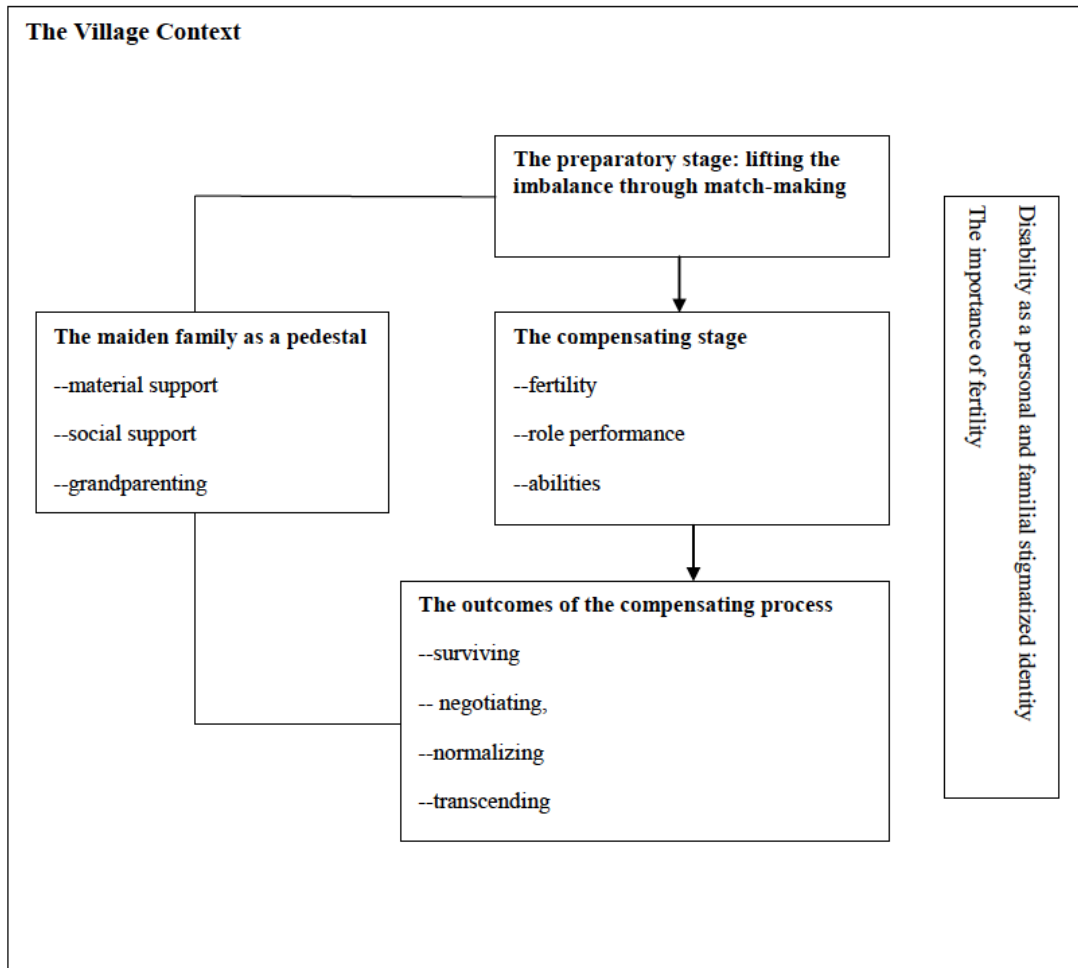 The Village Context
The preparatory stage: lifting the
imbalance through match-making
The maiden family as a pedestal
--material support
--social support
--grandparenting
The compensating stage
--fertility
--role performance
--abilities
The outcomes of the compensating process
--surviving
-- negotiating,
--normalizing
--transcending
Disability as a personal and familial stigmatized identity
The importance of fertility